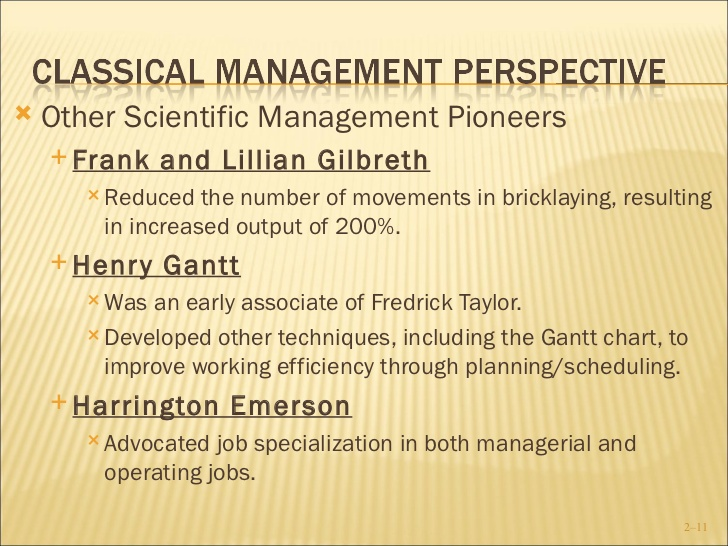 CLASSICAL MANAGEMENT PERSPECTIVE
Other Scientific Management Pioneers
Frank and Lillian Gilbreth
Reduced the number of movements in bricklaying, resulting
in increased output of 200%.
Henry Gantt
Was an early associate of Fredrick Taylor.
Developed other techniques, including the Gantt chart, to
improve working efficiency through planning/scheduling.
Harrington Emerson
Advocated job specialization in both managerial and
operating jobs.
2–11